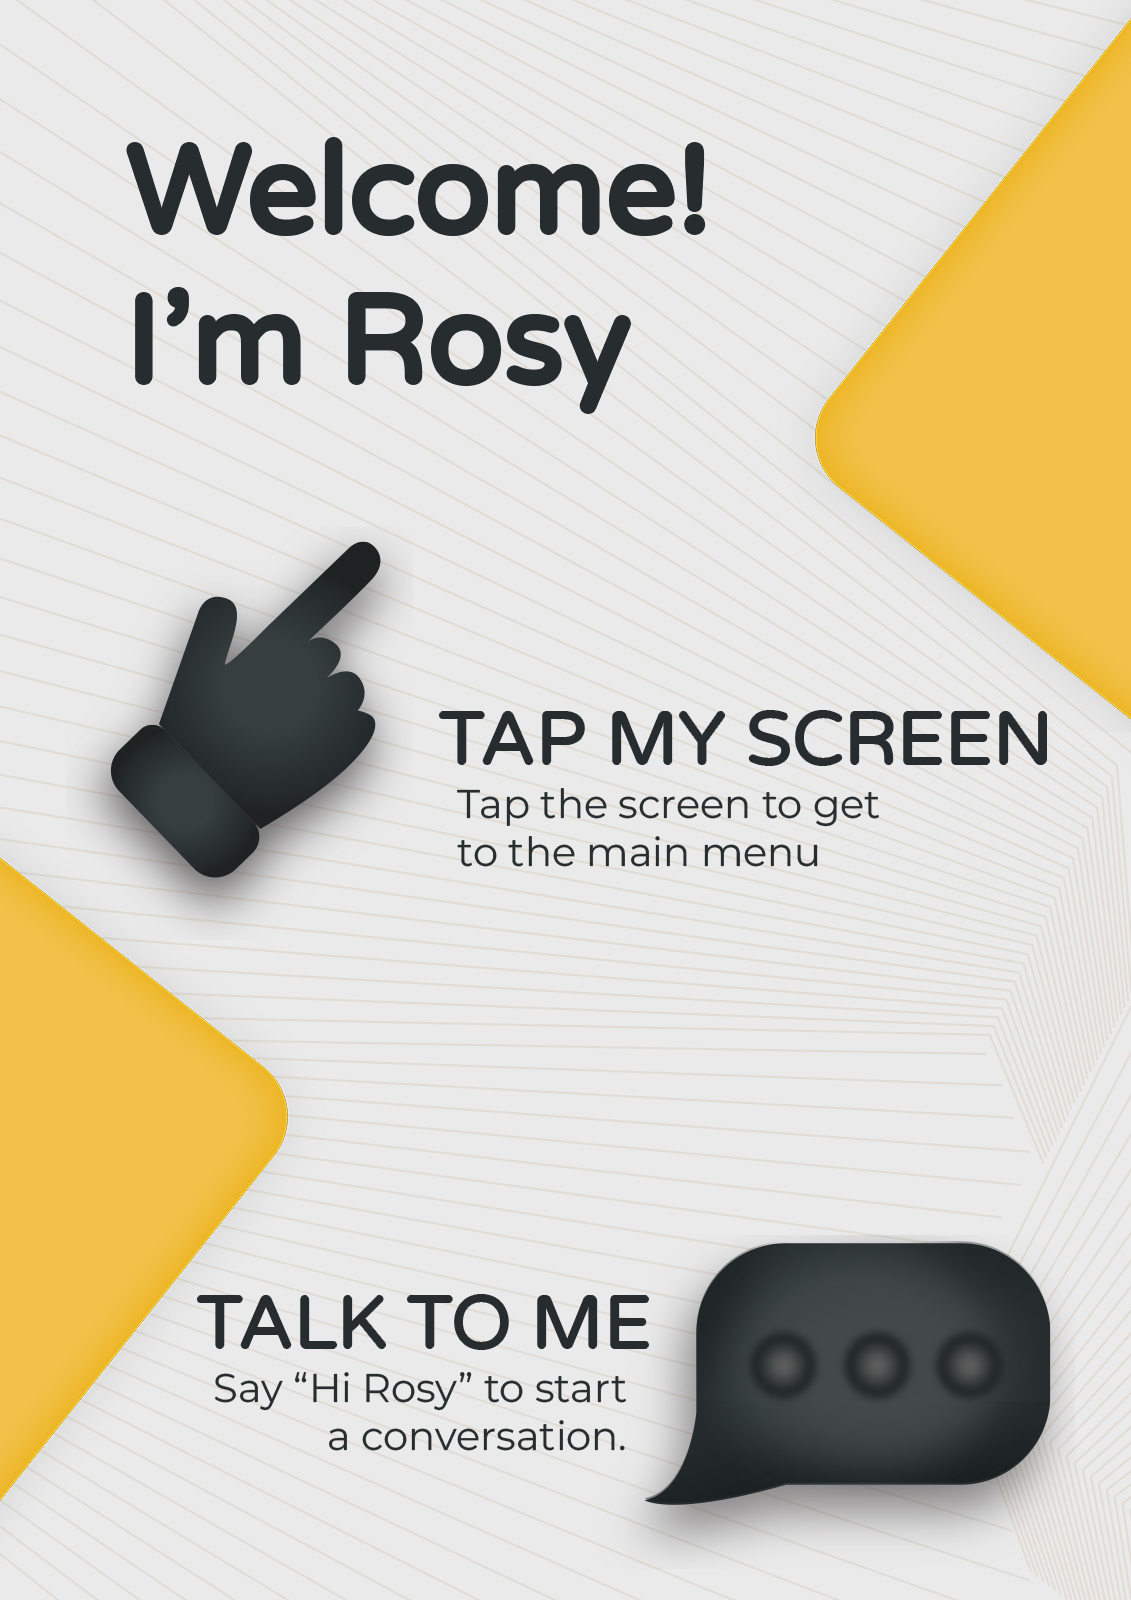 Welcome!
I’m Rosy
TAP MY SCREEN
Tap the screen to get
to the main menu
TALK TO ME
Say “Hi Rosy” to start
a conversation.